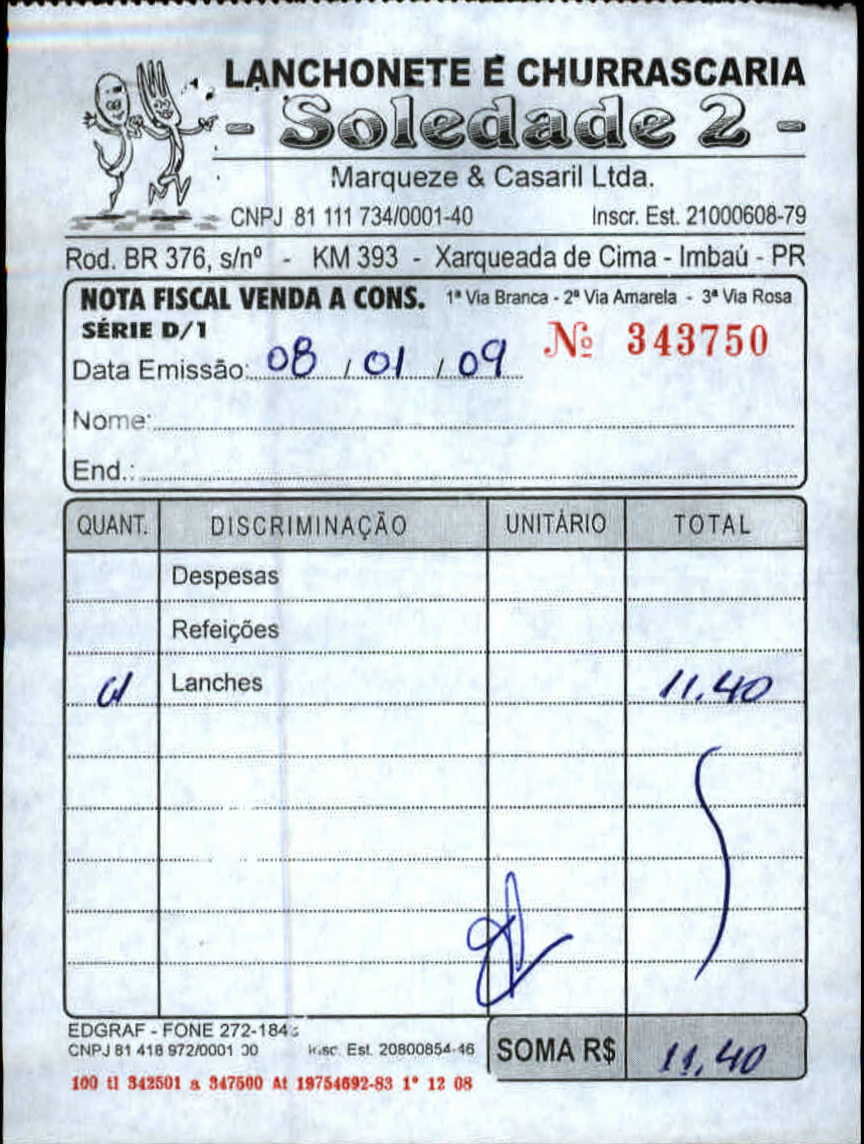 LANCHONETE E CHURRASCARIA
- Soledade 2 -
Marqueze & Casaril Ltda.
CNPJ 81 111 734/0001-40 Inscr. Est. 21000608-79
Rod. BR 376, s/nº - KM 393 - Xarqueada de Cima - Imbaú - PR
NOTA FISCAL VENDA A CONS. 1ª Via Branca - 2ª Via Amarela - 3ª Via Rosa
SÉRIE D/1 Nº 343750
Data Emissão: 08 / 01 / 09
Nome:
End.:
QUANT. DISCRIMINAÇÃO UNITÁRIO TOTAL
Despesas
Refeições
01 Lanches 11,40
EDGRAF - FONE 272-184
CNPJ 81 418 972/0001 Insc. Est. 20800854-46
SOMA R$ 11,40
100 tl 342501 a 347500 At 19754692-83 1º 12 08